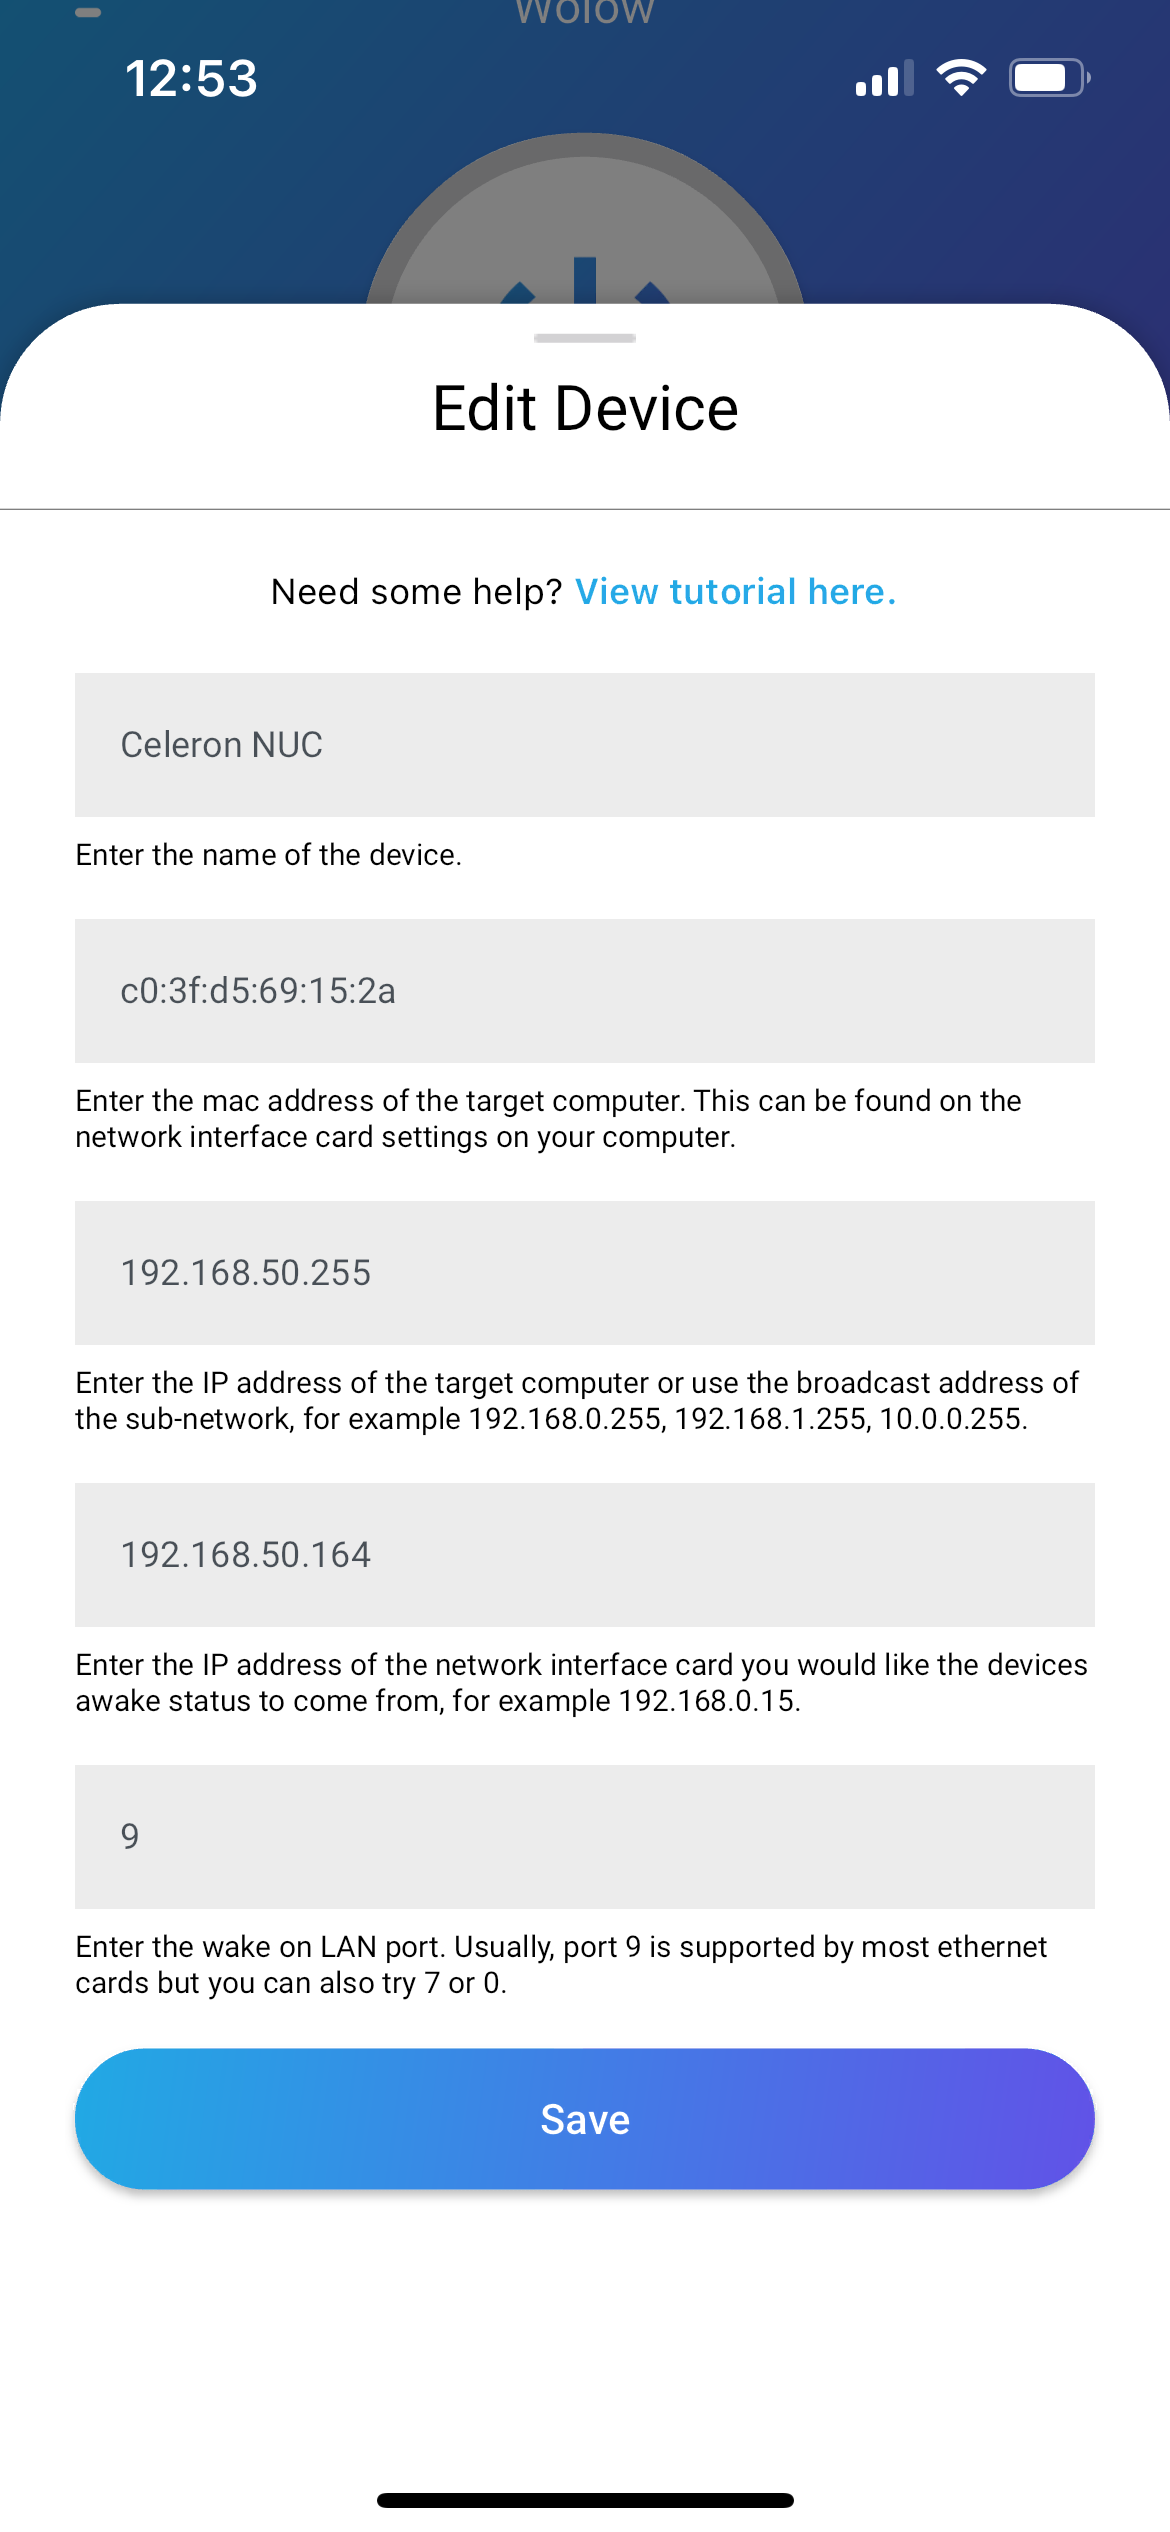 Wolow
12:53
Edit Device
Need some help? View tutorial here.
Celeron NUC
Enter the name of the device.
c0:3f:d5:69:15:2a
Enter the mac address of the target computer. This can be found on the
network interface card settings on your computer.
192.168.50.255
Enter the IP address of the target computer or use the broadcast address of
the sub-network, for example 192.168.0.255, 192.168.1.255, 10.0.0.255.
192.168.50.164
Enter the IP address of the network interface card you would like the devices
awake status to come from, for example 192.168.0.15.
9
Enter the wake on LAN port. Usually, port 9 is supported by most ethernet
cards but you can also try 7 or 0.
Save